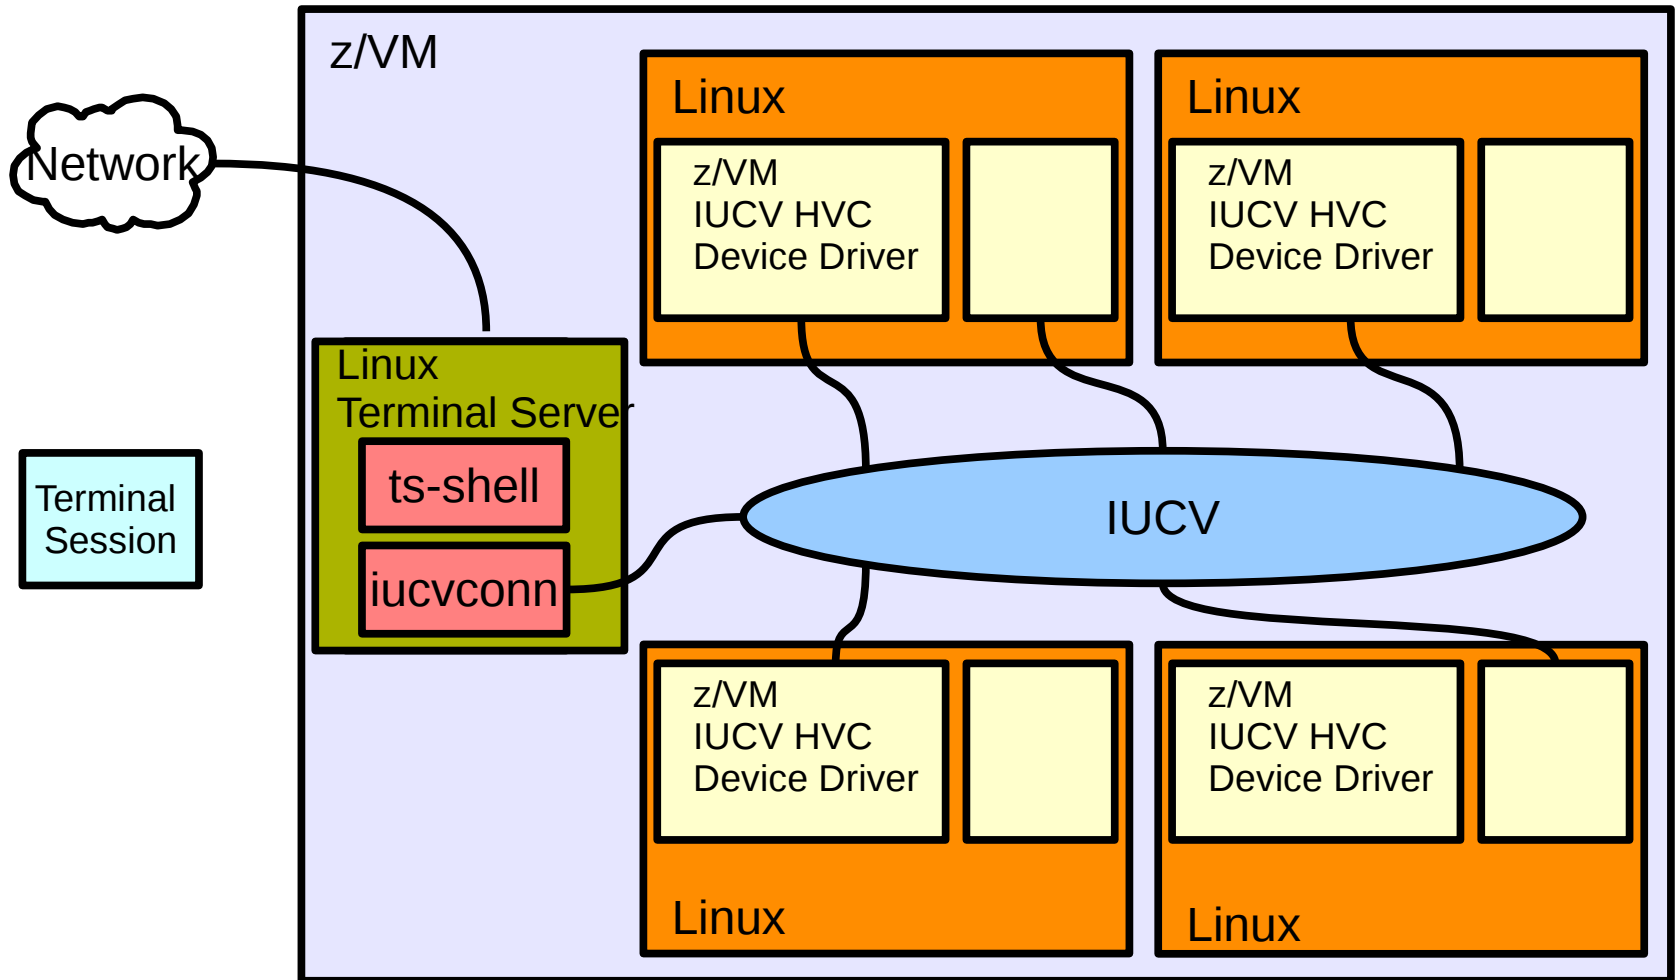 z/VM
Network
Linux
z/VM
IUCV HVC
Device Driver
Linux
z/VM
IUCV HVC
Device Driver
Linux
Terminal Server
ts-shell
iucvconn
Terminal
Session
IUCV
z/VM
IUCV HVC
Device Driver
Linux
z/VM
IUCV HVC
Device Driver
Linux